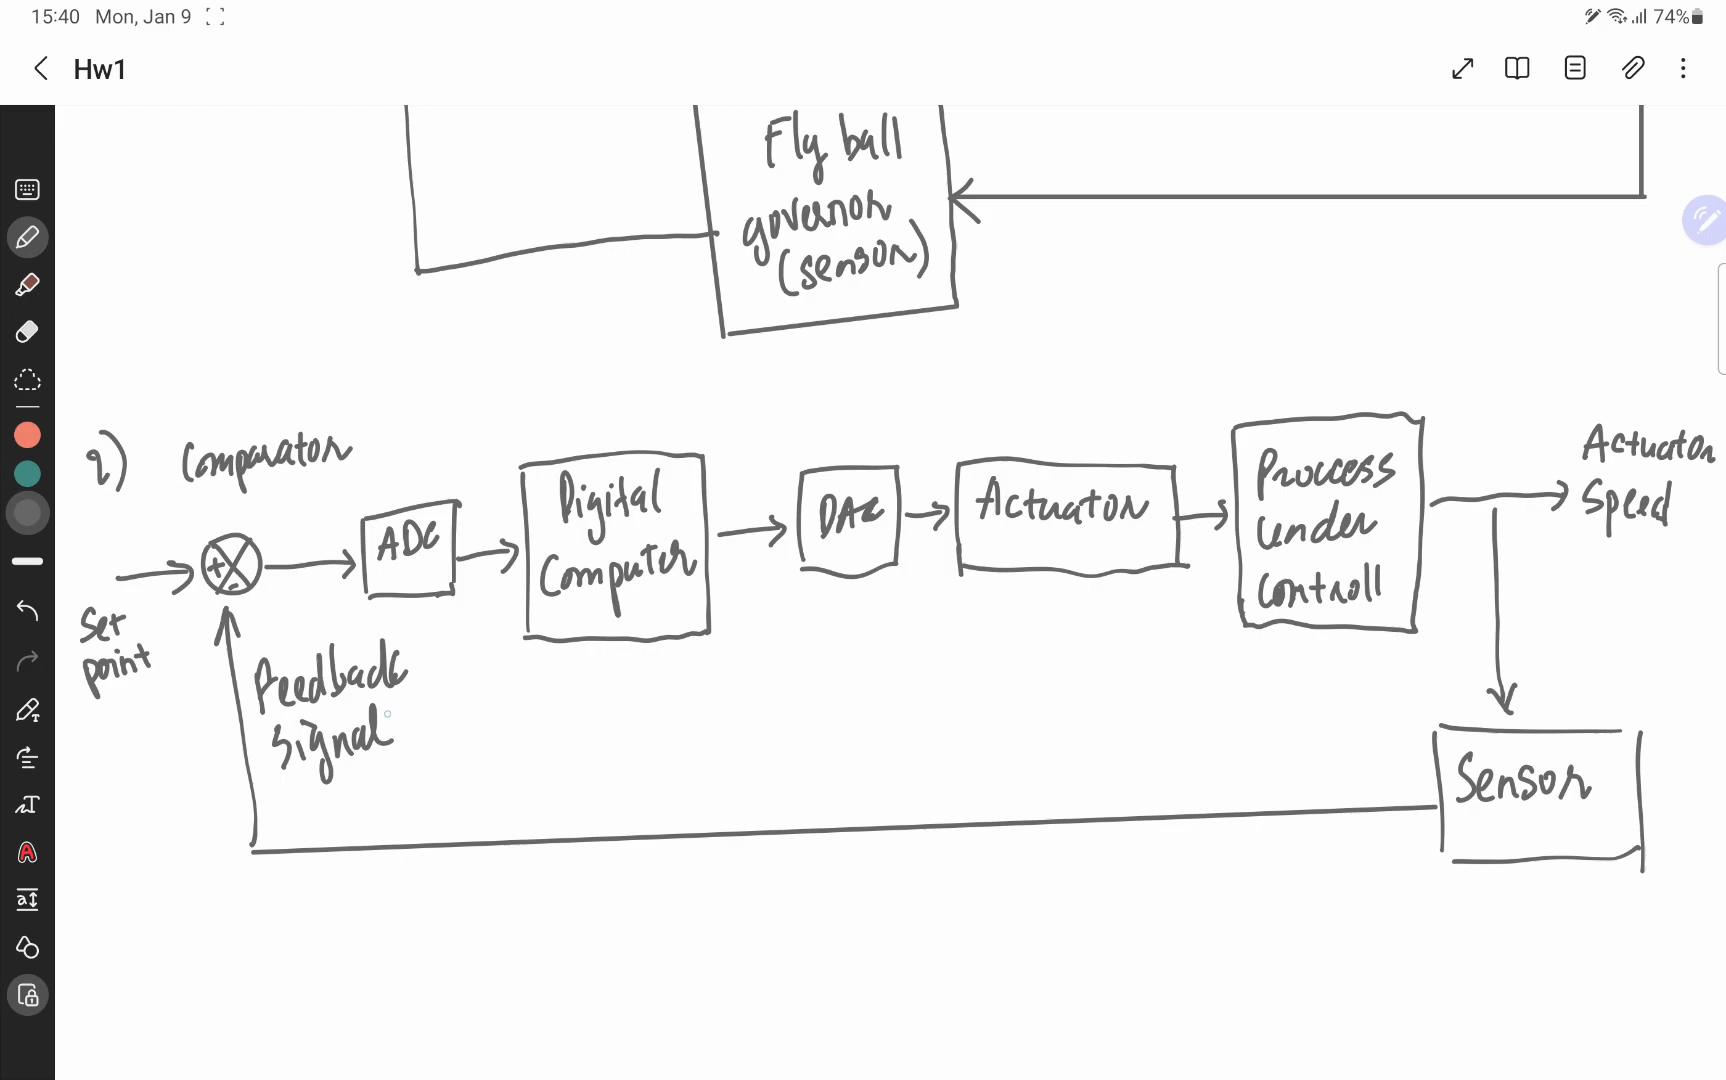 15:40 Mon, Jan 9
74%
Hw1
Fly ball
governor
(sensor)
2)
Comparator
Set
point
+
-
ADC
Digital
Computer
DAC
Actuator
Proccess
under
controll
Actuator
Speed
Feedback
signal
Sensor